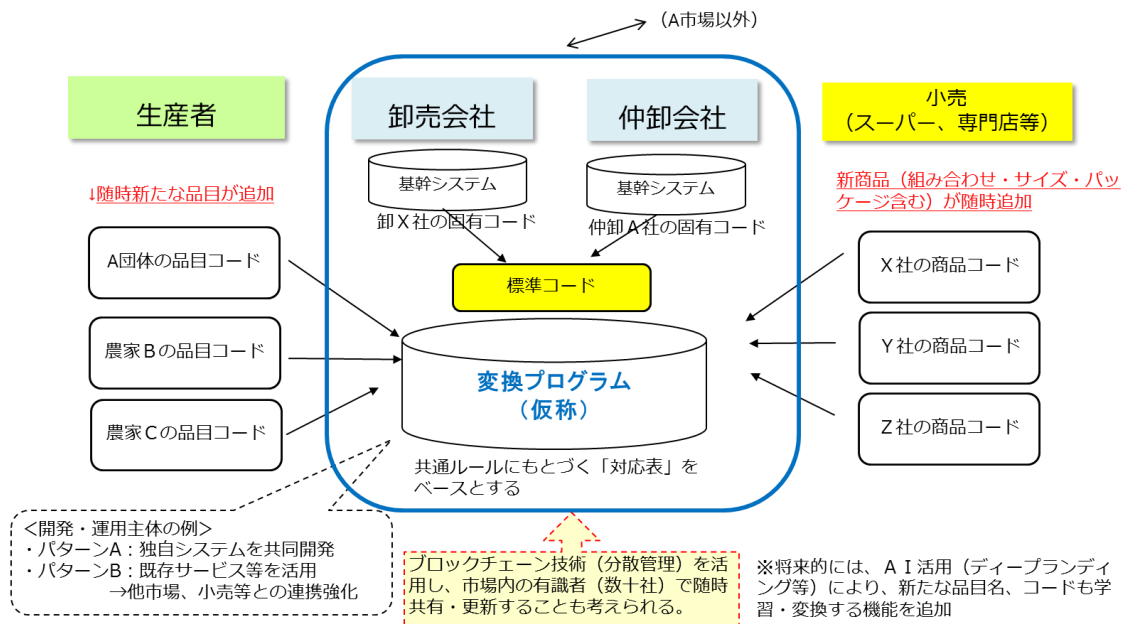 （A市場以外）
生産者
卸売会社
仲卸会社
小売
（スーパー、専門店等）
↓随時新たな品目が追加
基幹システム
卸Ｘ社の固有コード
基幹システム
仲卸Ａ社の固有コード
新商品（組み合わせ・サイズ・パッ
ケージ含む）が随時追加
A団体の品目コード
農家Ｂの品目コード
農家Ｃの品目コード
標準コード
変換プログラム
（仮称）
共通ルールにもとづく「対応表」を
ベースとする
Ｘ社の商品コード
Ｙ社の商品コード
Ｚ社の商品コード
＜開発・運用主体の例＞
・パターンA：独自システムを共同開発
・パターンB：既存サービス等を活用
→他市場、小売等との連携強化
ブロックチェーン技術（分散管理）を活
用し、市場内の有識者（数十社）で随時
共有・更新することも考えられる。
※将来的には、ＡＩ活用（ディープランディ
ング等）により、新たな品目名、コードも学
習・変換する機能を追加